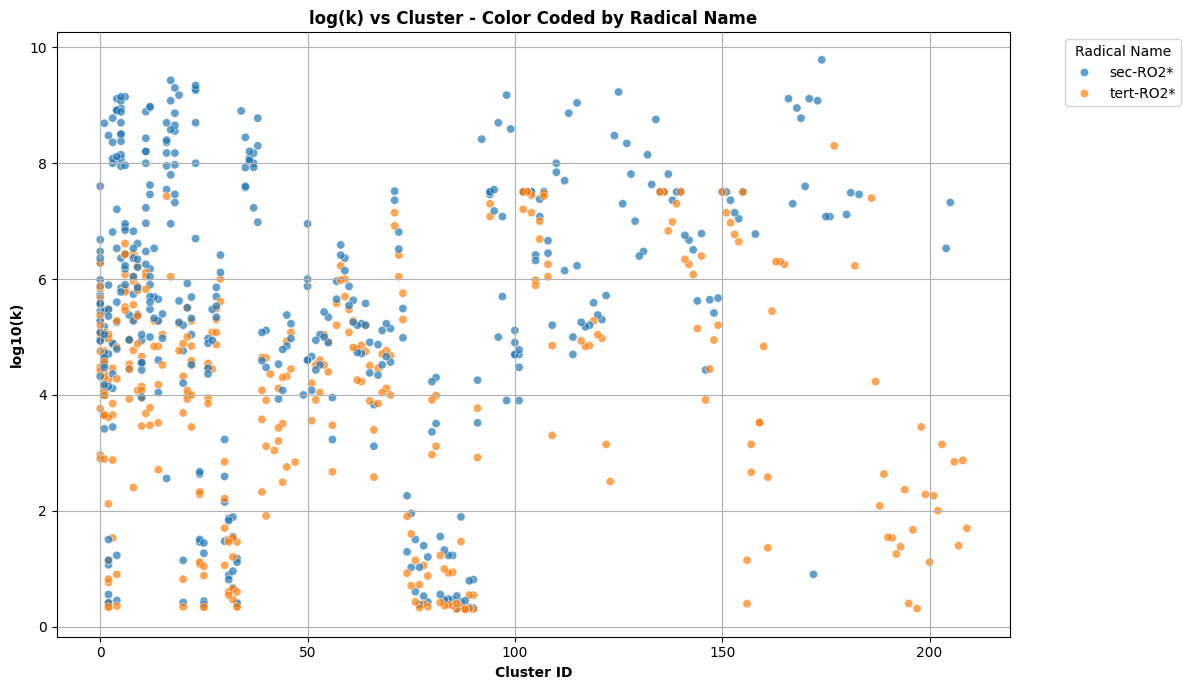 log(k) vs Cluster - Color Coded by Radical Name
Radical Name
sec-RO2*
tert-RO2*
log10(k)
10
8
6
4
2
0
0 50 100 150 200
Cluster ID